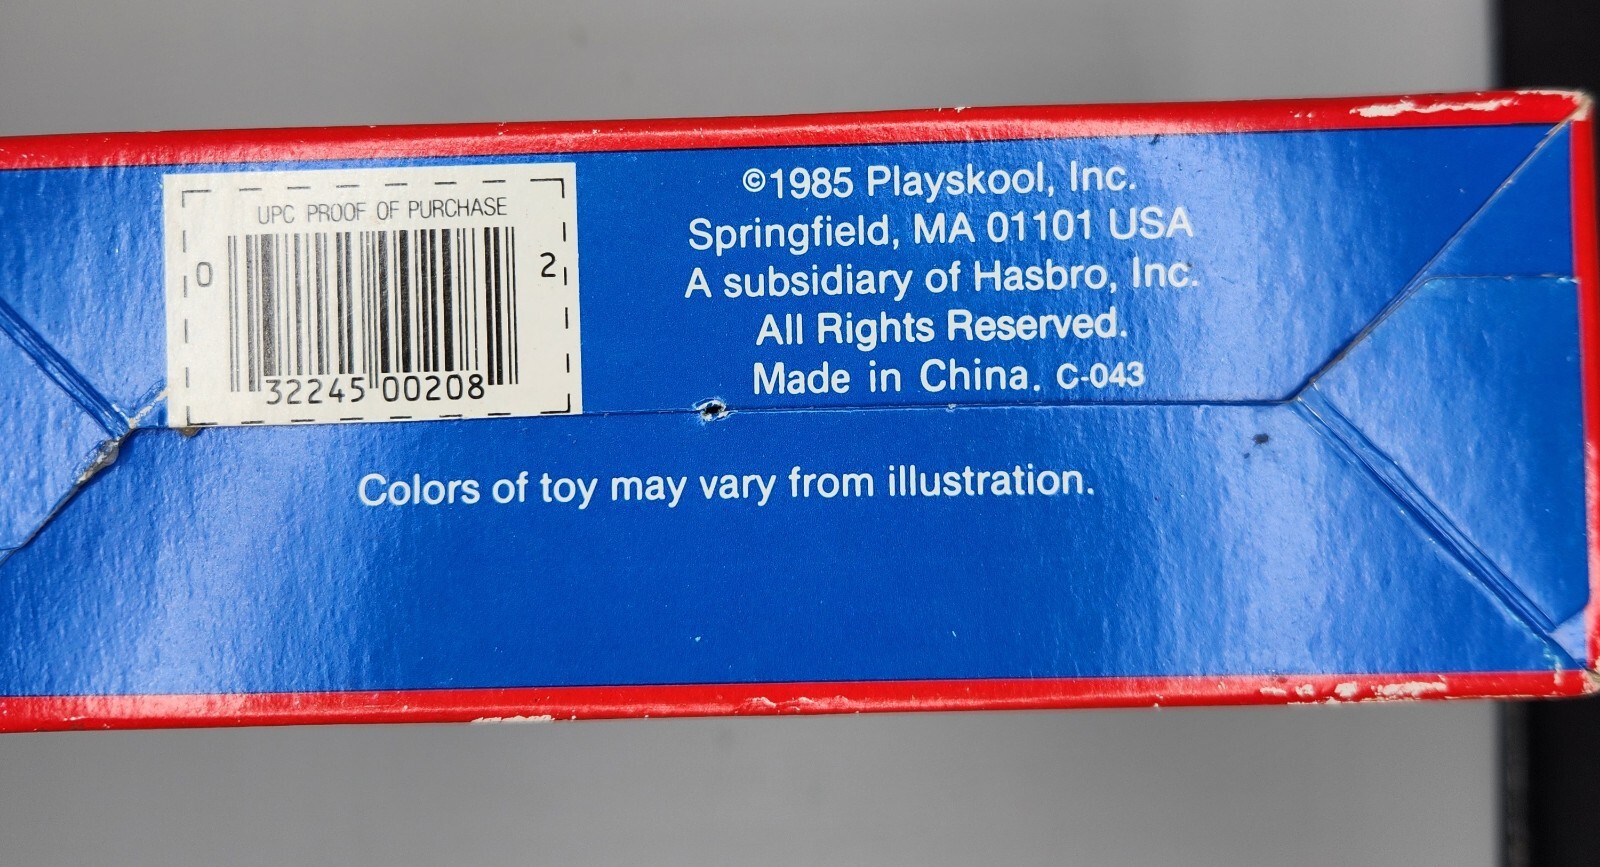 UPC PROOF OF PURCHASE
0 32245 00208 2
©1985 Playskool, Inc.
Springfield, MA 01101 USA
A subsidiary of Hasbro, Inc.
All Rights Reserved.
Made in China. C-043
Colors of toy may vary from illustration.